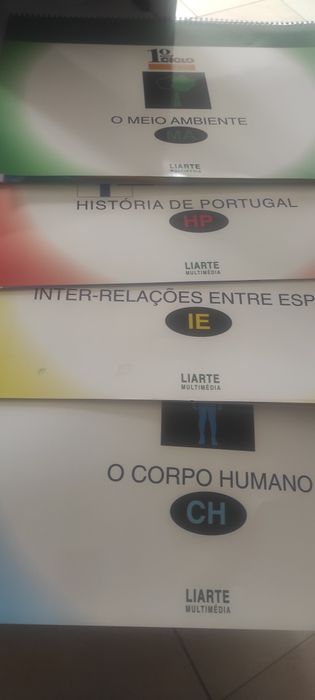 1º CICLO
O MEIO AMBIENTE
MA
LIARTE
MULTIMÉDIA
HISTÓRIA DE PORTUGAL
HP
LIARTE
MULTIMÉDIA
INTER-RELAÇÕES ENTRE ESP
IE
LIARTE
MULTIMÉDIA
O CORPO HUMANO
CH
LIARTE
MULTIMÉDIA